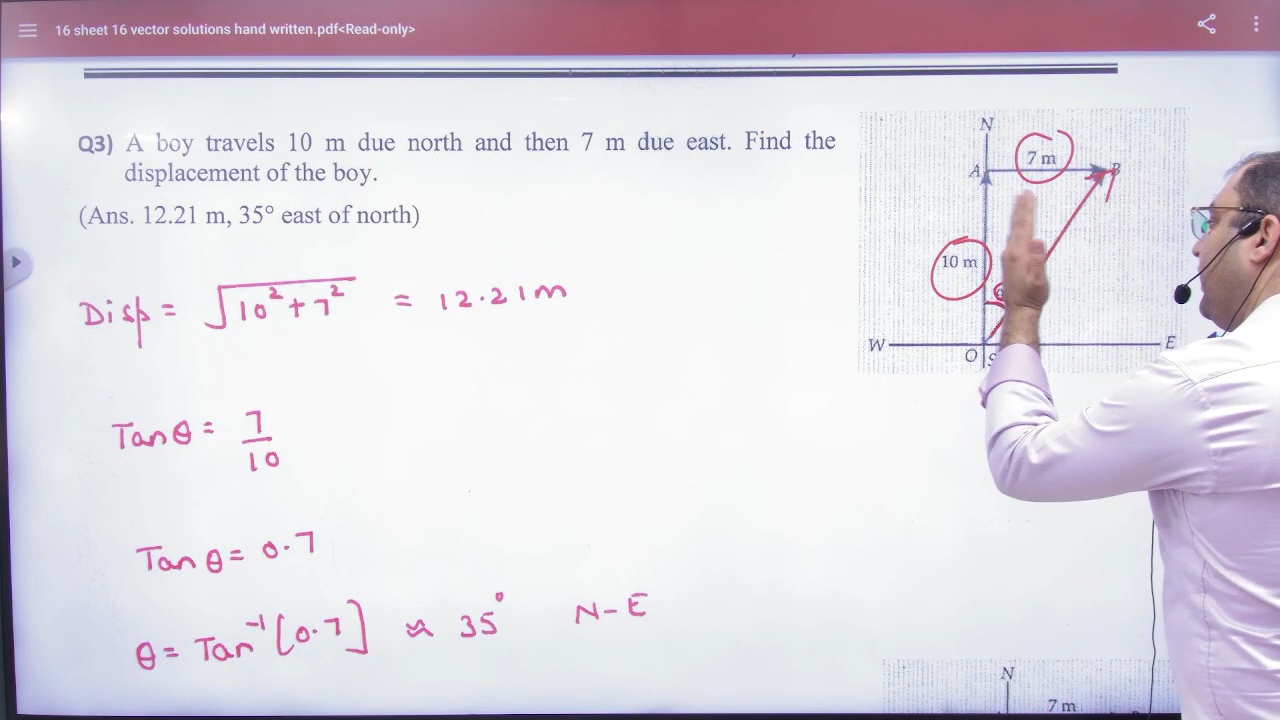 16 sheet 16 vector solutions hand written.pdf<Read-only>
Q3) A boy travels 10 m due north and then 7 m due east. Find the
displacement of the boy.
(Ans. 12.21 m, 35° east of north)
Disp = √10² + 7² = 12.21m
Tan θ = 7/10
Tan θ = 0.7
θ = Tan⁻¹ [0.7] ≈ 35° N-E
N
7 m
A
B
10 m
W
E
O
S
N
7 m